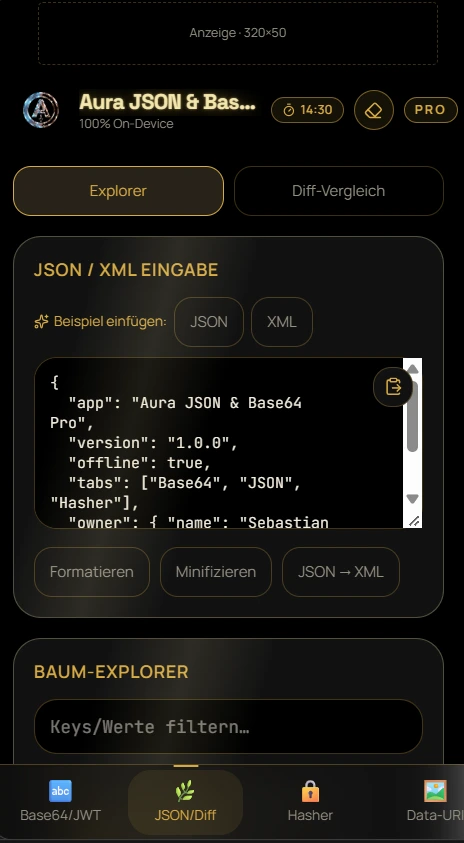 Anzeige · 320×50
Aura JSON & Bas...
100% On-Device
14:30
PRO
Explorer
Diff-Vergleich
JSON / XML EINGABE
Beispiel einfügen:
JSON
XML
{
"app": "Aura JSON & Base64
Pro",
"version": "1.0.0",
"offline": true,
"tabs": ["Base64", "JSON",
"Hasher"],
"owner": { "name": "Sebastian
Formatieren
Minifizieren
JSON → XML
BAUM-EXPLORER
Keys/Werte filtern…
abc
Base64/JWT
JSON/Diff
Hasher
Data-URI